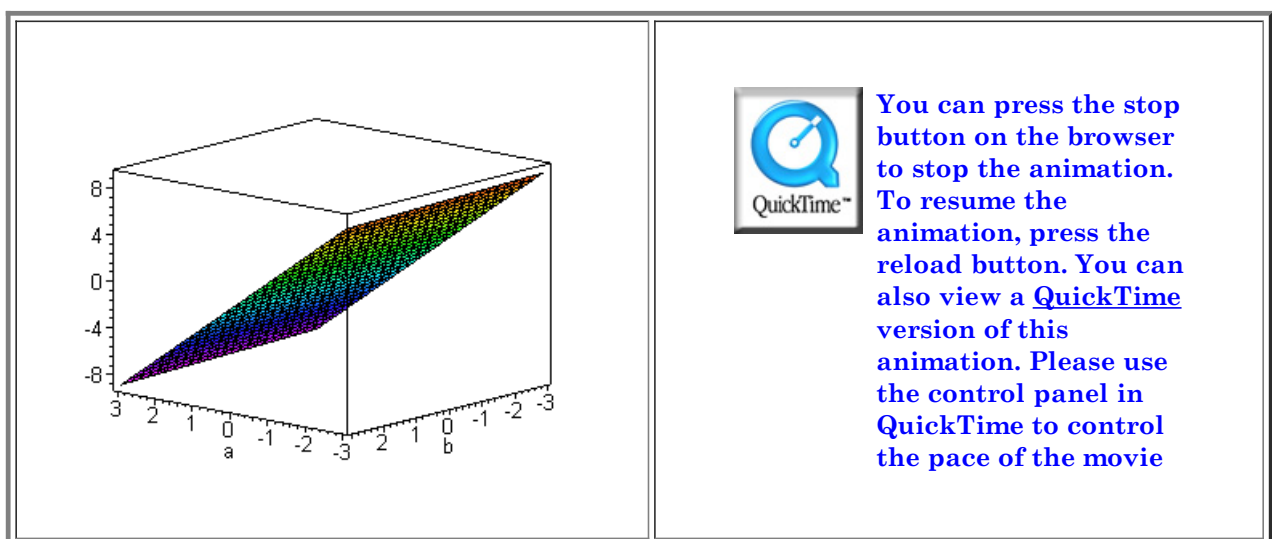 8
4
0
-4
-8
3 2 1 0 -1 -2 -3
a
2 1 0 -1 -2 -3
b
QuickTime™
You can press the stop
button on the browser
to stop the animation.
To resume the
animation, press the
reload button. You can
also view a QuickTime
version of this
animation. Please use
the control panel in
QuickTime to control
the pace of the movie